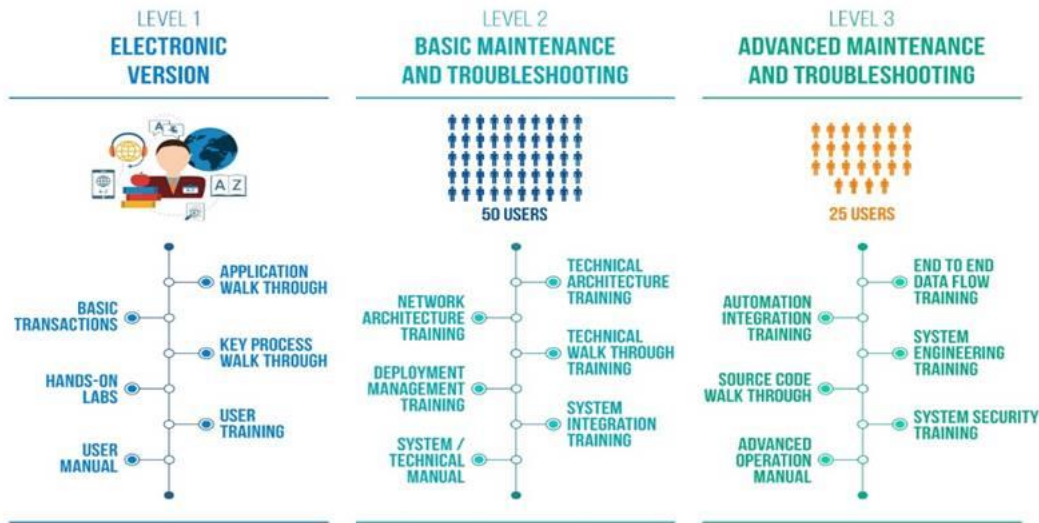 LEVEL 1
ELECTRONIC
VERSION
A
A Z
APPLICATION
WALK THROUGH
BASIC
TRANSACTIONS
KEY PROCESS
WALK THROUGH
HANDS-ON
LABS
USER
TRAINING
USER
MANUAL
LEVEL 2
BASIC MAINTENANCE
AND TROUBLESHOOTING
50 USERS
TECHNICAL
ARCHITECTURE
TRAINING
NETWORK
ARCHITECTURE
TRAINING
TECHNICAL
WALK THROUGH
TRAINING
DEPLOYMENT
MANAGEMENT
TRAINING
SYSTEM
INTEGRATION
TRAINING
SYSTEM /
TECHNICAL
MANUAL
LEVEL 3
ADVANCED MAINTENANCE
AND TROUBLESHOOTING
25 USERS
END TO END
DATA FLOW
TRAINING
AUTOMATION
INTEGRATION
TRAINING
SYSTEM
ENGINEERING
TRAINING
SOURCE CODE
WALK THROUGH
SYSTEM SECURITY
TRAINING
ADVANCED
OPERATION
MANUAL